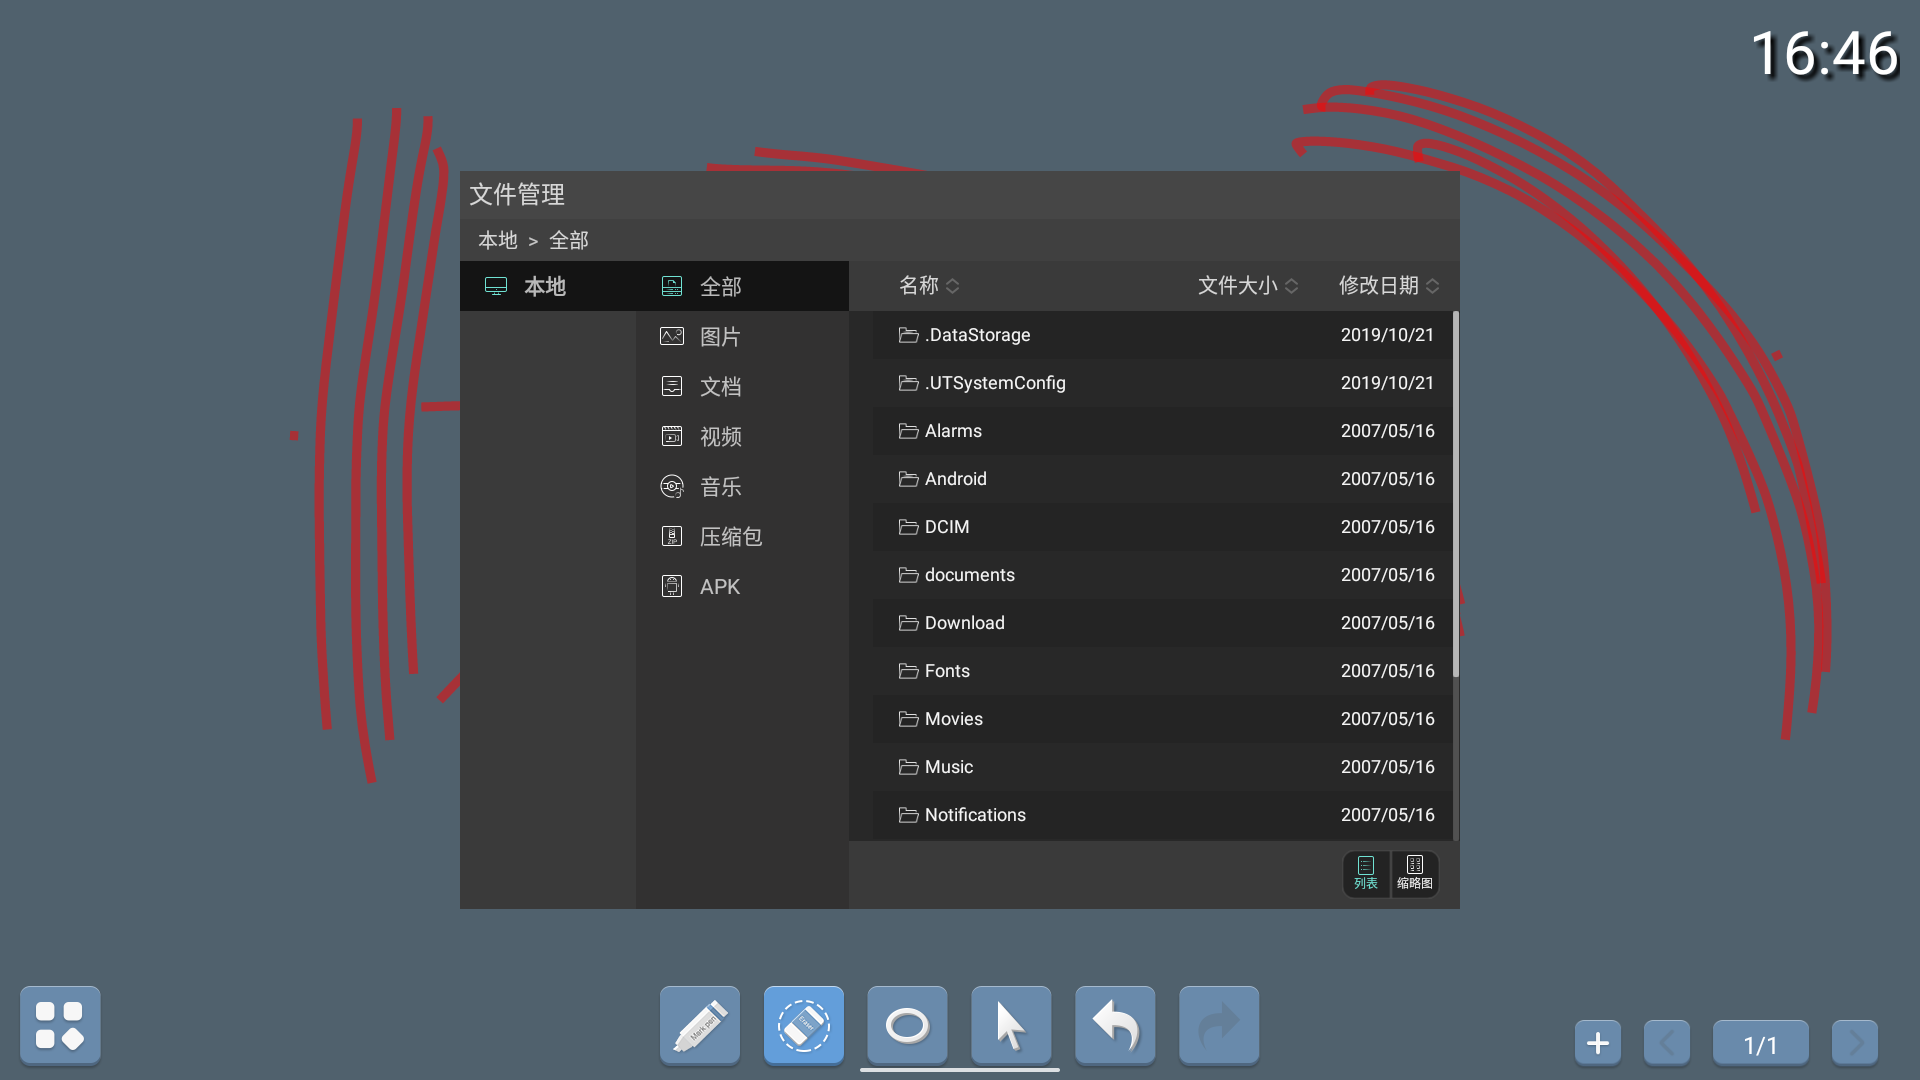 16:46
文件管理
本地 > 全部
本地
全部
图片
文档
视频
音乐
压缩包
APK
名称 文件大小 修改日期
.DataStorage 2019/10/21
.UTSystemConfig 2019/10/21
Alarms 2007/05/16
Android 2007/05/16
DCIM 2007/05/16
documents 2007/05/16
Download 2007/05/16
Fonts 2007/05/16
Movies 2007/05/16
Music 2007/05/16
Notifications 2007/05/16
列表 缩略图
Mark pen
Eraser
1/1